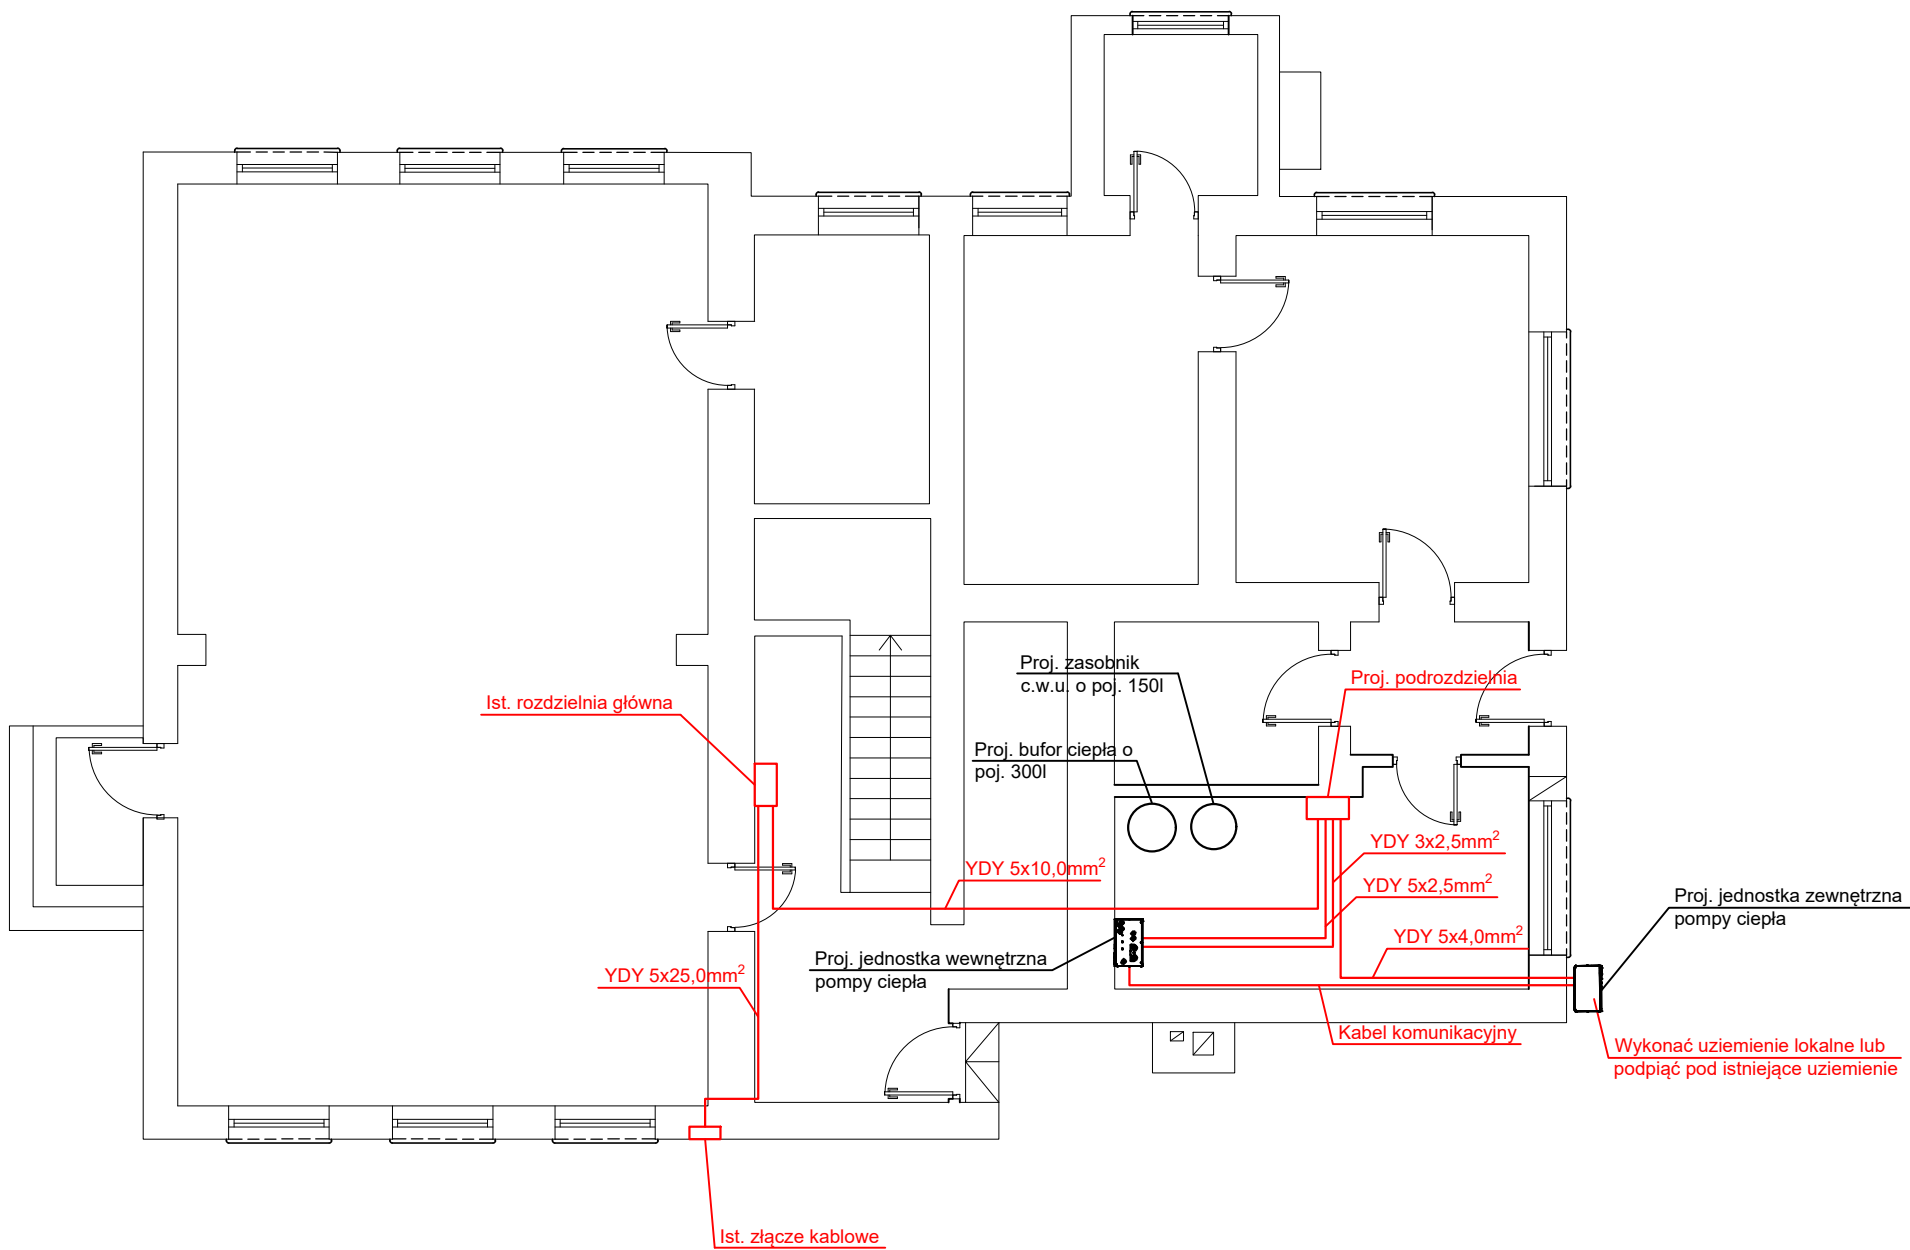 Proj. zasobnik
c.w.u. o poj. 150l
Proj. podrozdzielnia
Ist. rozdzielnia główna
Proj. bufor ciepła o
poj. 300l
YDY 3x2,5mm²
YDY 5x10,0mm²
YDY 5x2,5mm²
Proj. jednostka zewnętrzna
pompy ciepła
YDY 5x4,0mm²
Proj. jednostka wewnętrzna
pompy ciepła
YDY 5x25,0mm²
Kabel komunikacyjny
Wykonać uziemienie lokalne lub
podpiąć pod istniejące uziemienie
Ist. złącze kablowe